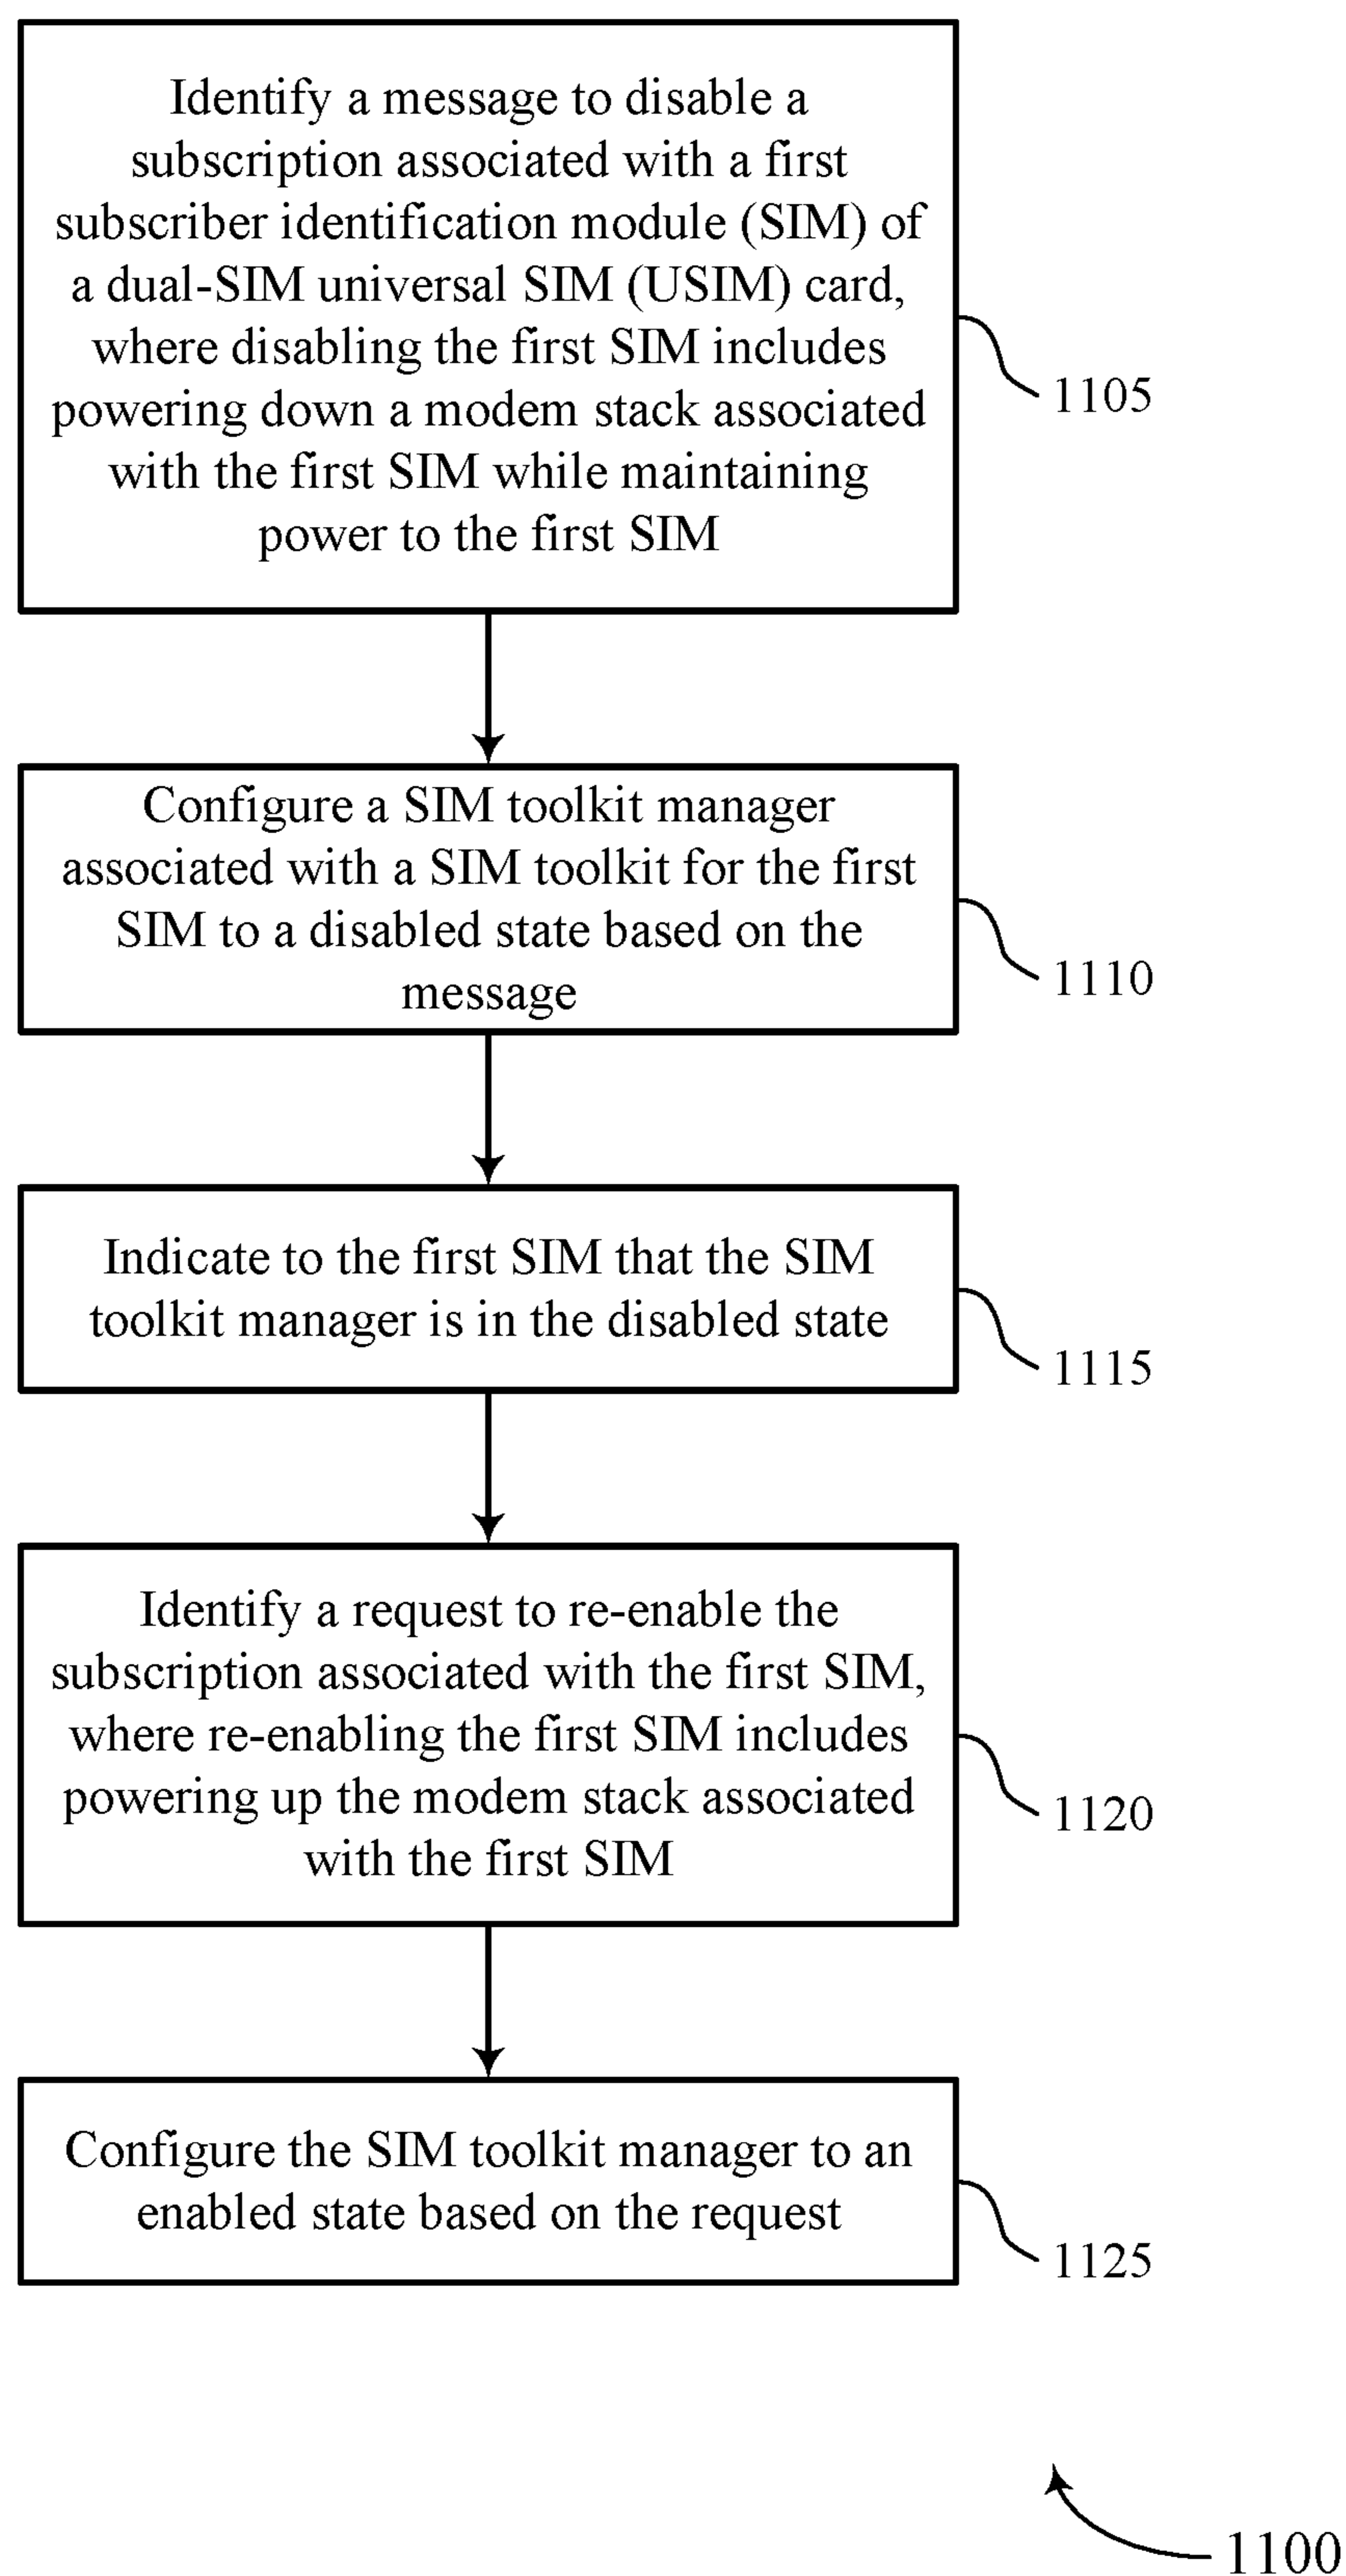 Identify a message to disable a
subscription associated with a first
subscriber identification module (SIM) of
a dual-SIM universal SIM (USIM) card,
where disabling the first SIM includes
powering down a modem stack associated
with the first SIM while maintaining
power to the first SIM
1105
Configure a SIM toolkit manager
associated with a SIM toolkit for the first
SIM to a disabled state based on the
message
1110
Indicate to the first SIM that the SIM
toolkit manager is in the disabled state
1115
Identify a request to re-enable the
subscription associated with the first SIM,
where re-enabling the first SIM includes
powering up the modem stack associated
with the first SIM
1120
Configure the SIM toolkit manager to an
enabled state based on the request
1125
1100